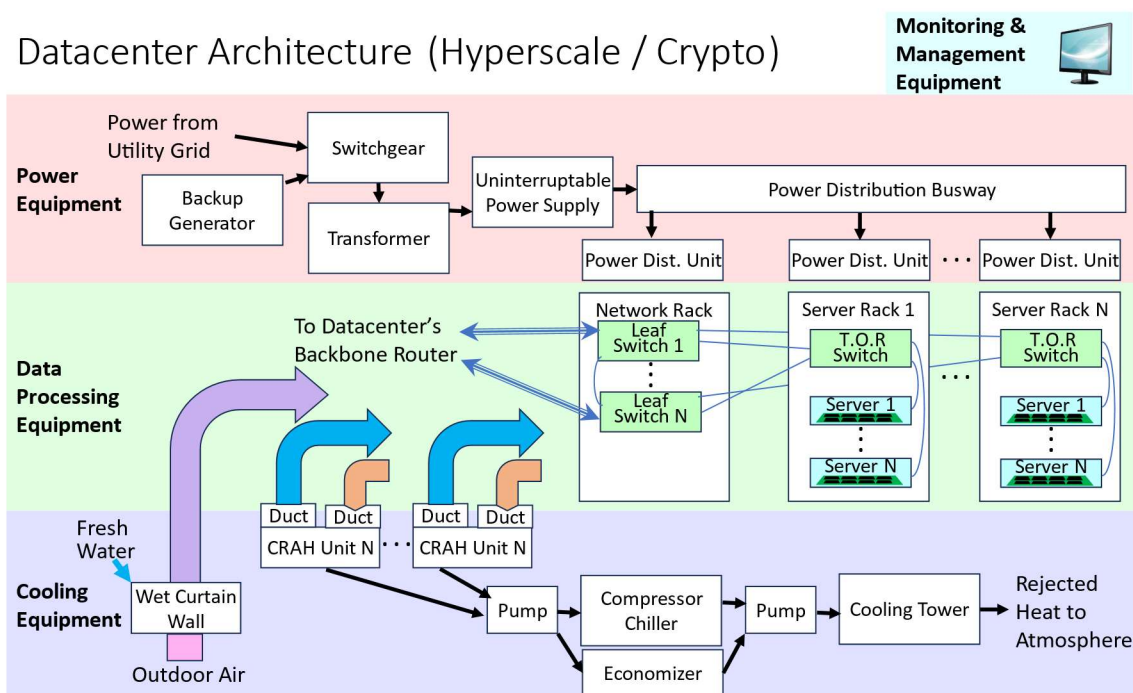 Datacenter Architecture (Hyperscale / Crypto)
Monitoring &
Management
Equipment
Power
Equipment
Power from
Utility Grid
Backup
Generator
Switchgear
Transformer
Uninterruptable
Power Supply
Power Distribution Busway
Power Dist. Unit
Power Dist. Unit
...
Power Dist. Unit
Data
Processing
Equipment
To Datacenter's
Backbone Router
Network Rack
Leaf
Switch 1
Leaf
Switch N
Server Rack 1
T.O.R
Switch
Server 1
Server N
...
Server Rack N
T.O.R
Switch
Server 1
Server N
Cooling
Equipment
Fresh
Water
Wet Curtain
Wall
Outdoor Air
Duct
Duct
CRAH Unit N
...
Duct
Duct
CRAH Unit N
Pump
Compressor
Chiller
Economizer
Pump
Cooling Tower
Rejected
Heat to
Atmosphere